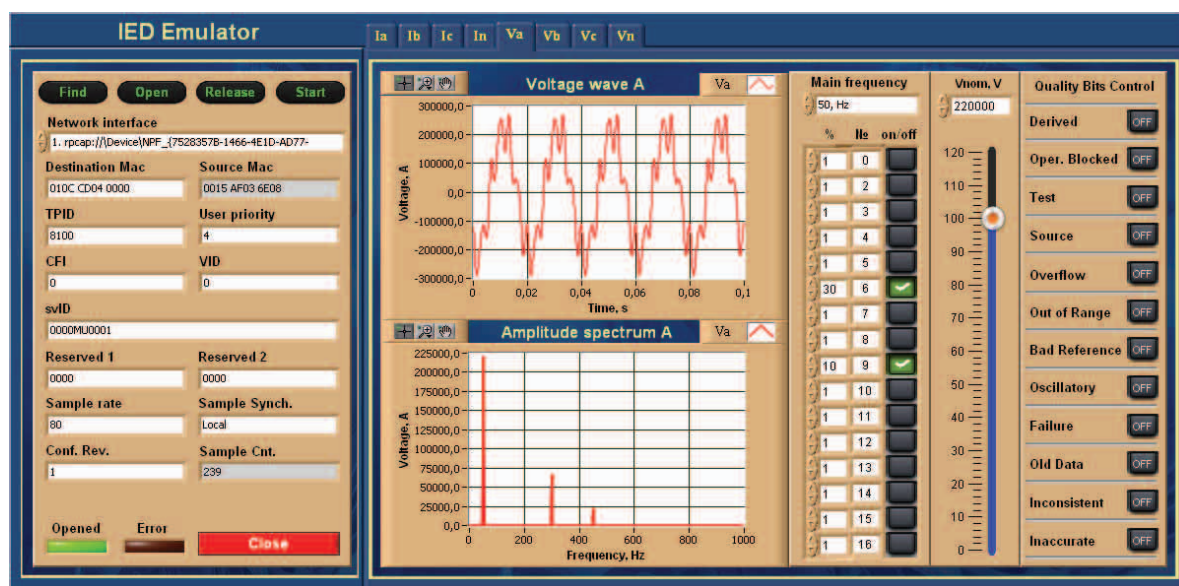 IED Emulator
Ia Ib Ic In Va Vb Vc Vn
Find Open Release Start
Network interface
1. rpcap://\Device\NPF_{7528357B-1466-4E1D-AD77-
Destination Mac Source Mac
010C CD04 0000 0015 AF03 6E08
TPID User priority
8100 4
CFI VID
0 0
svID
0000MU0001
Reserved 1 Reserved 2
0000 0000
Sample rate Sample Synch.
80 Local
Conf. Rev. Sample Cnt.
1 239
Opened Error
Close
Voltage wave A Va
300000,0
200000,0
100000,0
0,0
-100000,0
-200000,0
-300000,0
Voltage, A
0 0,02 0,04 0,06 0,08 0,1
Time, s
Amplitude spectrum A Va
225000,0
200000,0
175000,0
150000,0
125000,0
100000,0
75000,0
50000,0
25000,0
0,0
Voltage, A
0 200 400 600 800 1000
Frequency, Hz
Main frequency
50, Hz
% № on/off
1 0
1 2
1 3
1 4
1 5
30 6
1 7
1 8
10 9
1 10
1 11
1 12
1 13
1 14
1 15
1 16
Vnom, V
220000
120
110
100
90
80
70
60
50
40
30
20
10
0
Quality Bits Control
Derived OFF
Oper. Blocked OFF
Test OFF
Source OFF
Overflow OFF
Out of Range OFF
Bad Reference OFF
Oscillatory OFF
Failure OFF
Old Data OFF
Inconsistent OFF
Inaccurate OFF